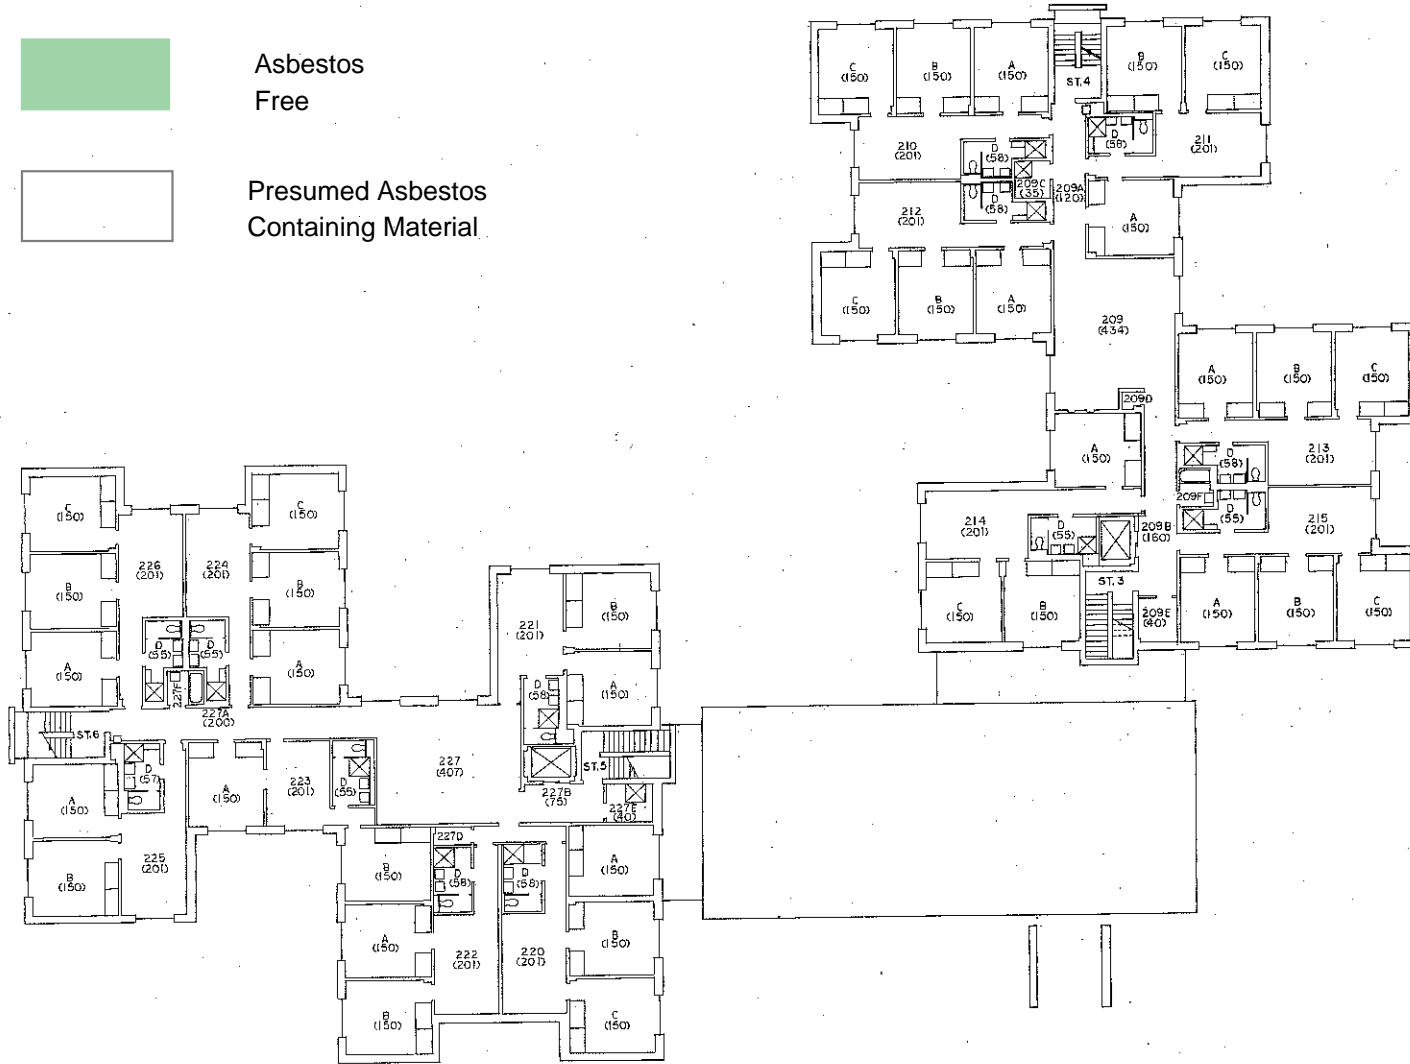 Asbestos
Free
Presumed Asbestos
Containing Material
C
(150)
B
(150)
A
(150)
ST.4
B
(150)
C
(150)
210
(201)
D
(58)
D
(58)
211
(201)
209C
(35)
209A
(120)
212
(201)
D
(58)
A
(150)
C
(150)
B
(150)
A
(150)
209
(434)
A
(150)
B
(150)
C
(150)
209D
A
(150)
D
(58)
213
(201)
209F
D
(55)
215
(201)
214
(201)
D
(55)
209B
(160)
ST.3
C
(150)
B
(150)
209E
(40)
A
(150)
B
(150)
C
(150)
C
(150)
C
(150)
226
(201)
224
(201)
B
(150)
B
(150)
A
(150)
D
(55)
D
(55)
A
(150)
227F
227A
(200)
ST.6
221
(201)
B
(150)
D
(58)
A
(150)
A
(150)
D
(57)
A
(150)
223
(201)
D
(55)
227
(407)
ST.5
227B
(75)
227E
(40)
225
(201)
B
(150)
B
(150)
227D
D
(58)
D
(58)
A
(150)
A
(150)
222
(201)
220
(201)
B
(150)
B
(150)
C
(150)